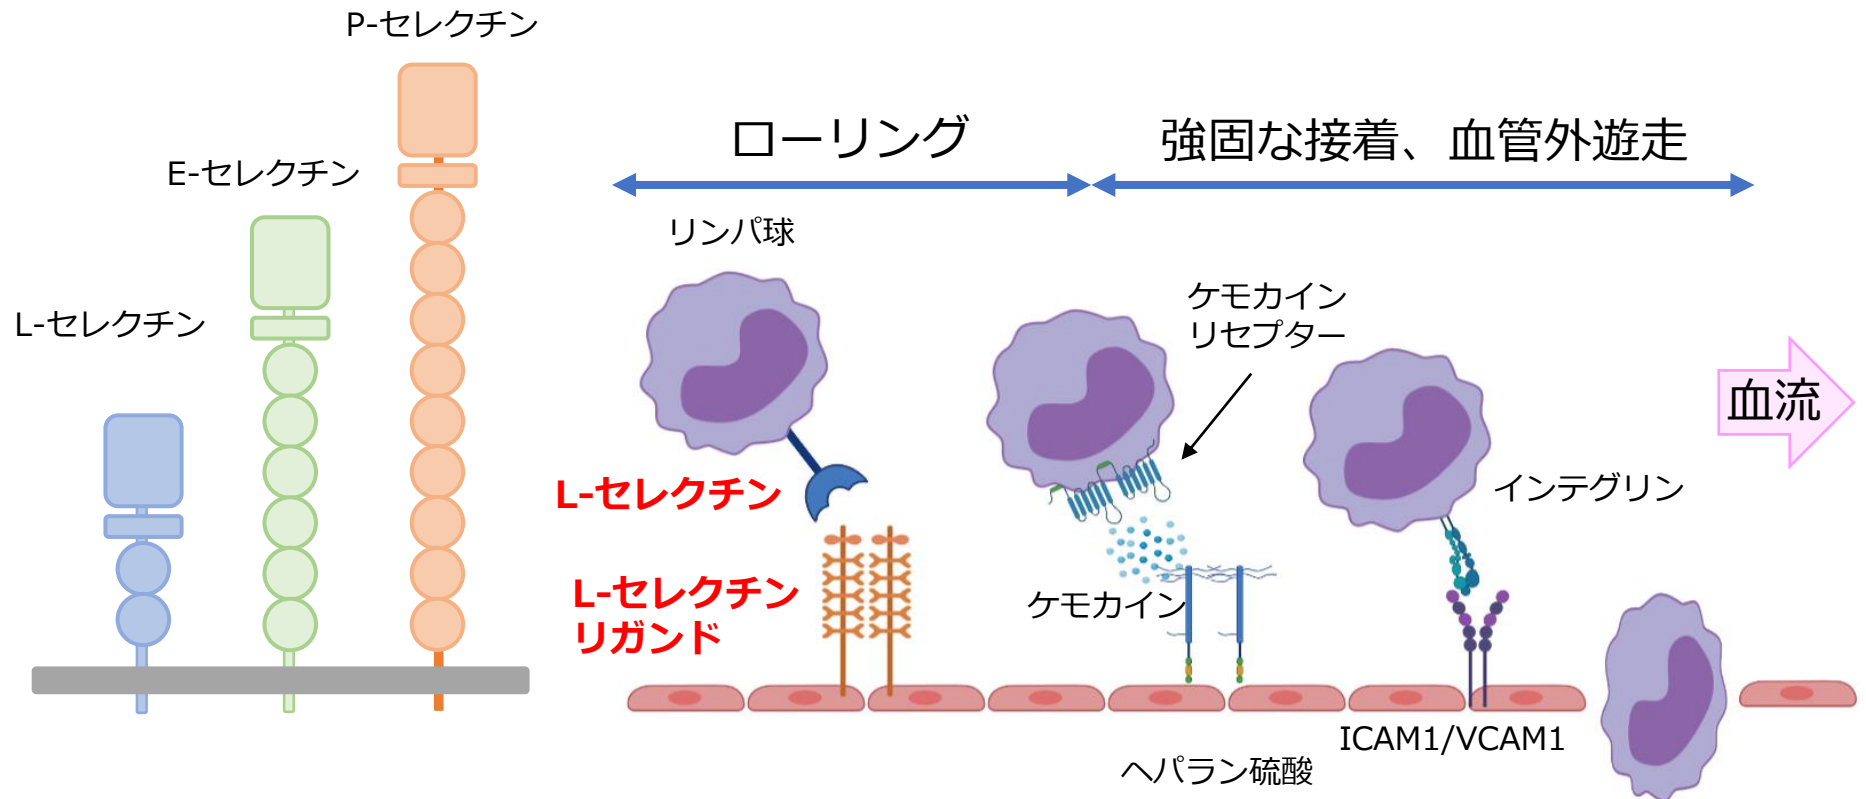 P-セレクチン
E-セレクチン
L-セレクチン
ローリング
強固な接着、血管外遊走
リンパ球
ケモカイン
リセプター
血流
L-セレクチン
インテグリン
L-セレクチン
リガンド
ケモカイン
ICAM1/VCAM1
ヘパラン硫酸